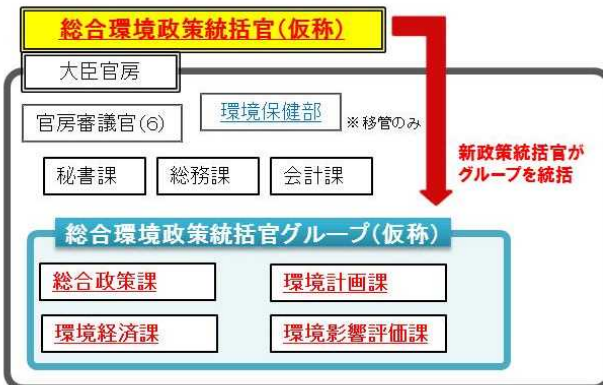 総合環境政策統括官(仮称)
大臣官房
官房審議官(6)
環境保健部 ※移管のみ
秘書課 総務課 会計課
新政策統括官が
グループを統括
総合環境政策統括官グループ(仮称)
総合政策課 環境計画課
環境経済課 環境影響評価課